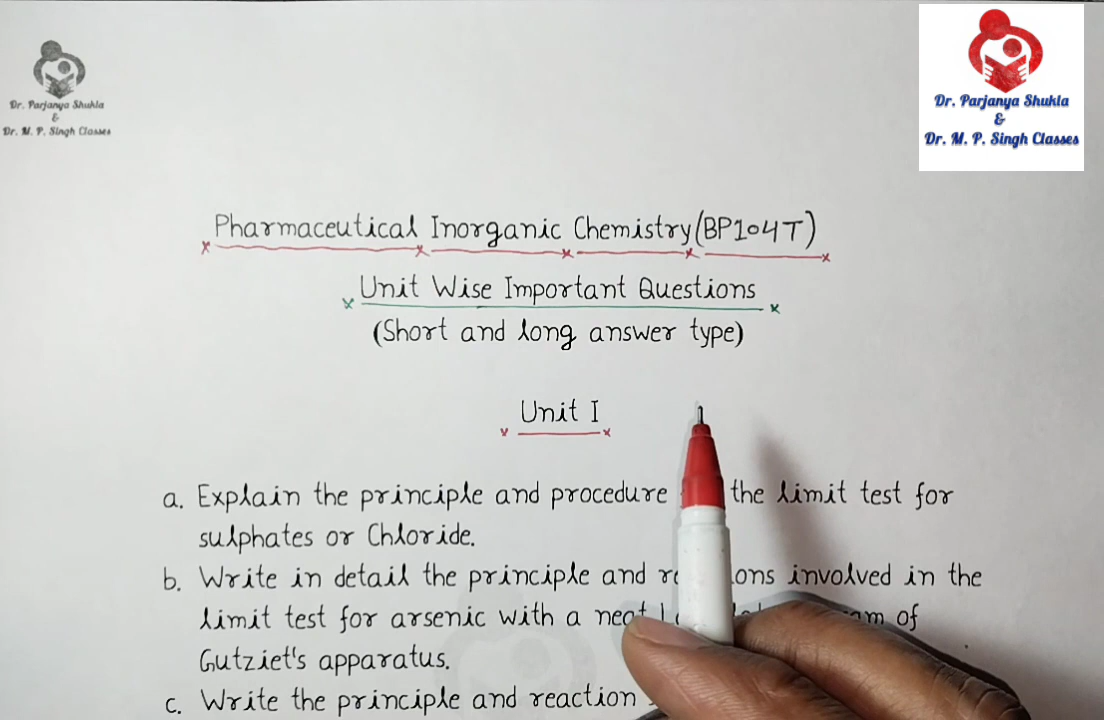 Dr. Parjanya Shukla
&
Dr. M. P. Singh Classes
Dr. Parjanya Shukla
&
Dr. M. P. Singh Classes
Pharmaceutical Inorganic Chemistry (BP104T)
Unit Wise Important Questions
(Short and long answer type)
Unit I
a. Explain the principle and procedure the limit test for
sulphates or Chloride.
b. Write in detail the principle and involved in the
limit test for arsenic with a neat of
Gutziet's apparatus.
c. Write the principle and reaction